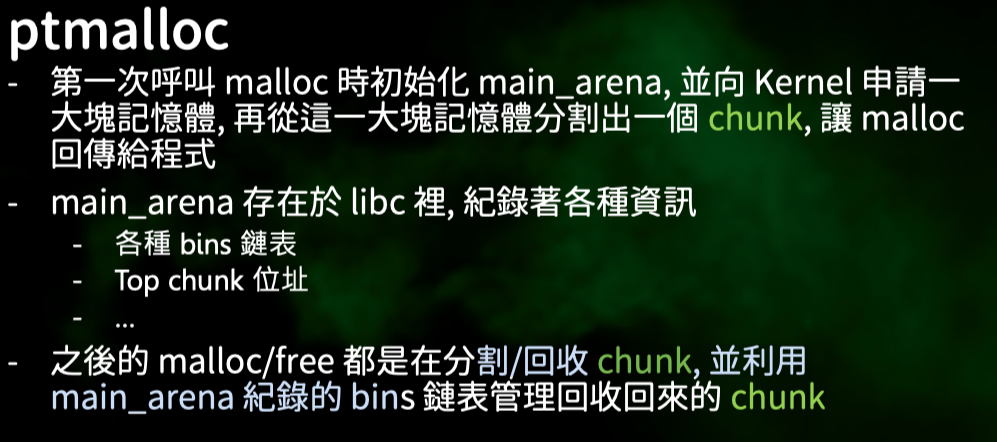 ptmalloc
- 第一次呼叫 malloc 時初始化 main_arena, 並向 Kernel 申請一
大塊記憶體, 再從這一大塊記憶體分割出一個 chunk, 讓 malloc
回傳給程式
- main_arena 存在於 libc 裡, 紀錄著各種資訊
- 各種 bins 鏈表
- Top chunk 位址
- ...
- 之後的 malloc/free 都是在分割/回收 chunk, 並利用
main_arena 紀錄的 bins 鏈表管理回收回來的 chunk